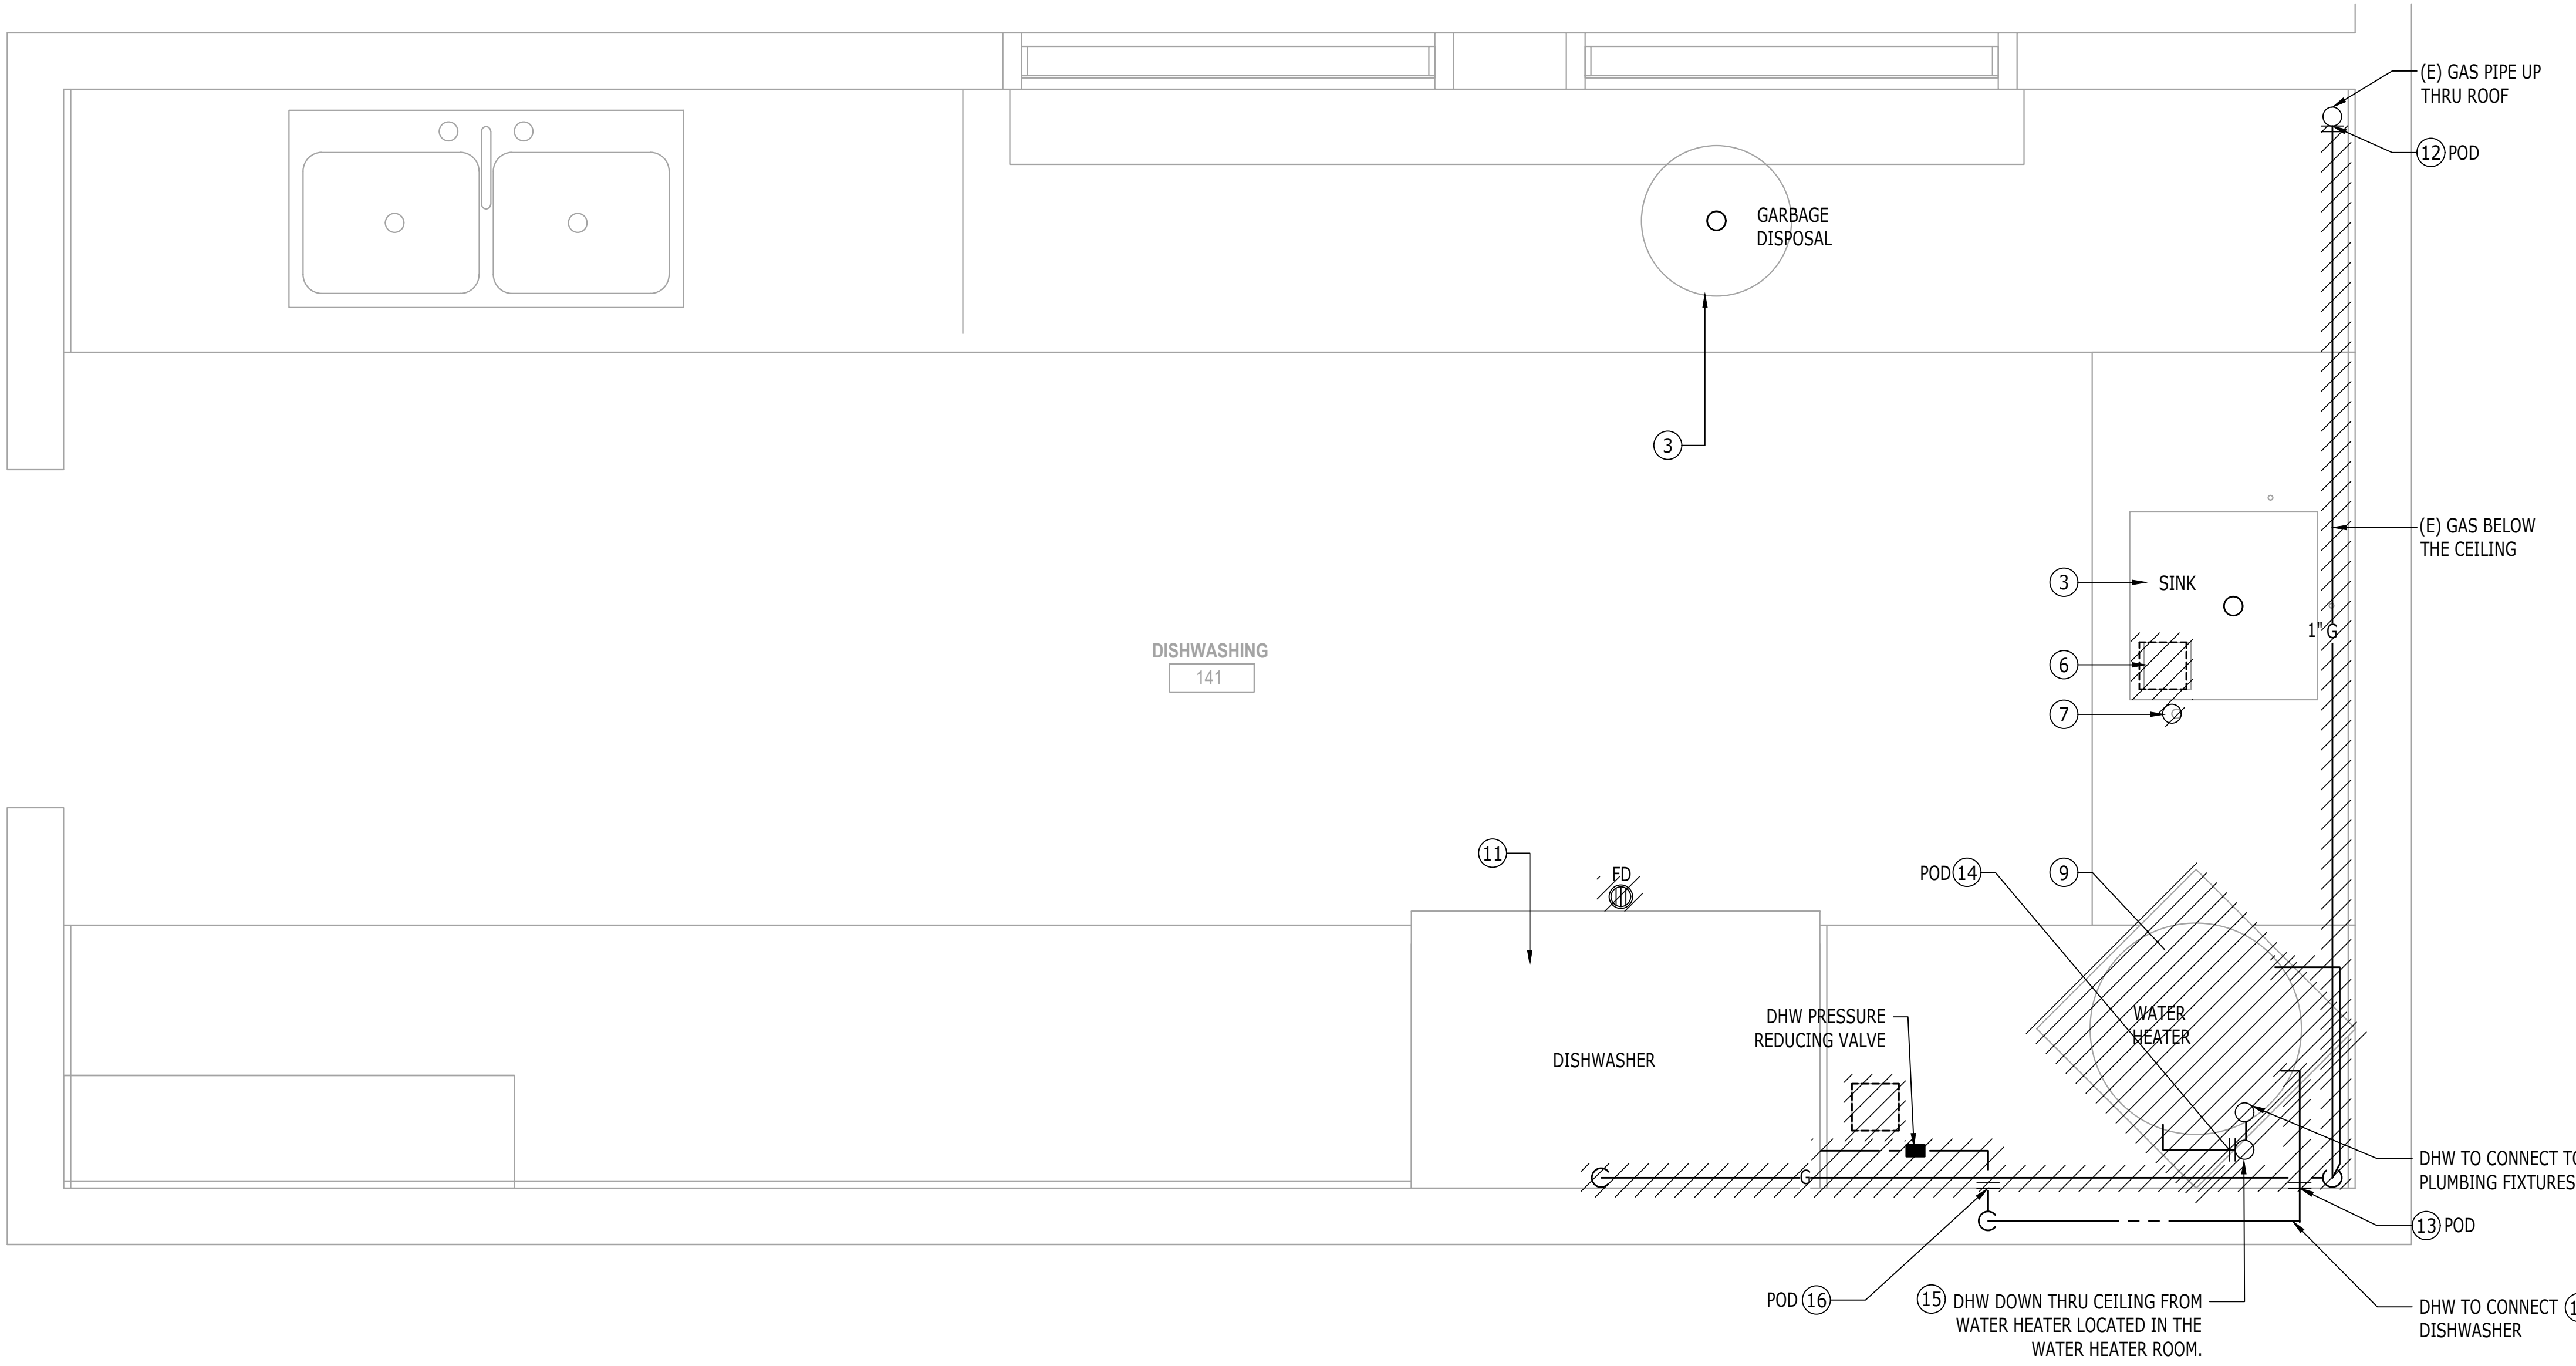 (E) GAS PIPE UP
THRU ROOF
12 POD
GARBAGE
DISPOSAL
3
(E) GAS BELOW
THE CEILING
3
SINK
1" G
6
7
DISHWASHING
141
11
FD
POD 14
9
WATER
HEATER
DHW PRESSURE
REDUCING VALVE
DISHWASHER
G
DHW TO CONNECT TO
PLUMBING FIXTURES
13 POD
POD 16
15 DHW DOWN THRU CEILING FROM
WATER HEATER LOCATED IN THE
WATER HEATER ROOM.
DHW TO CONNECT
DISHWASHER